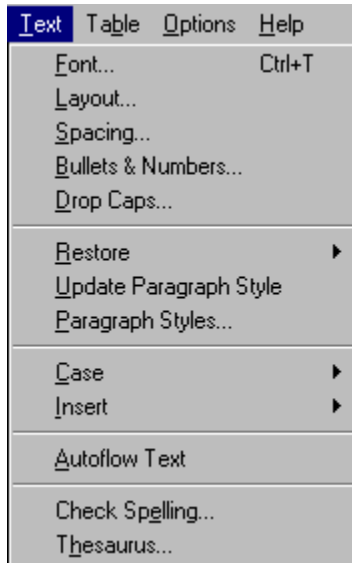 Text Table Options Help
Font... Ctrl+T
Layout...
Spacing...
Bullets & Numbers...
Drop Caps...
Restore
Update Paragraph Style
Paragraph Styles...
Case
Insert
Autoflow Text
Check Spelling...
Thesaurus...